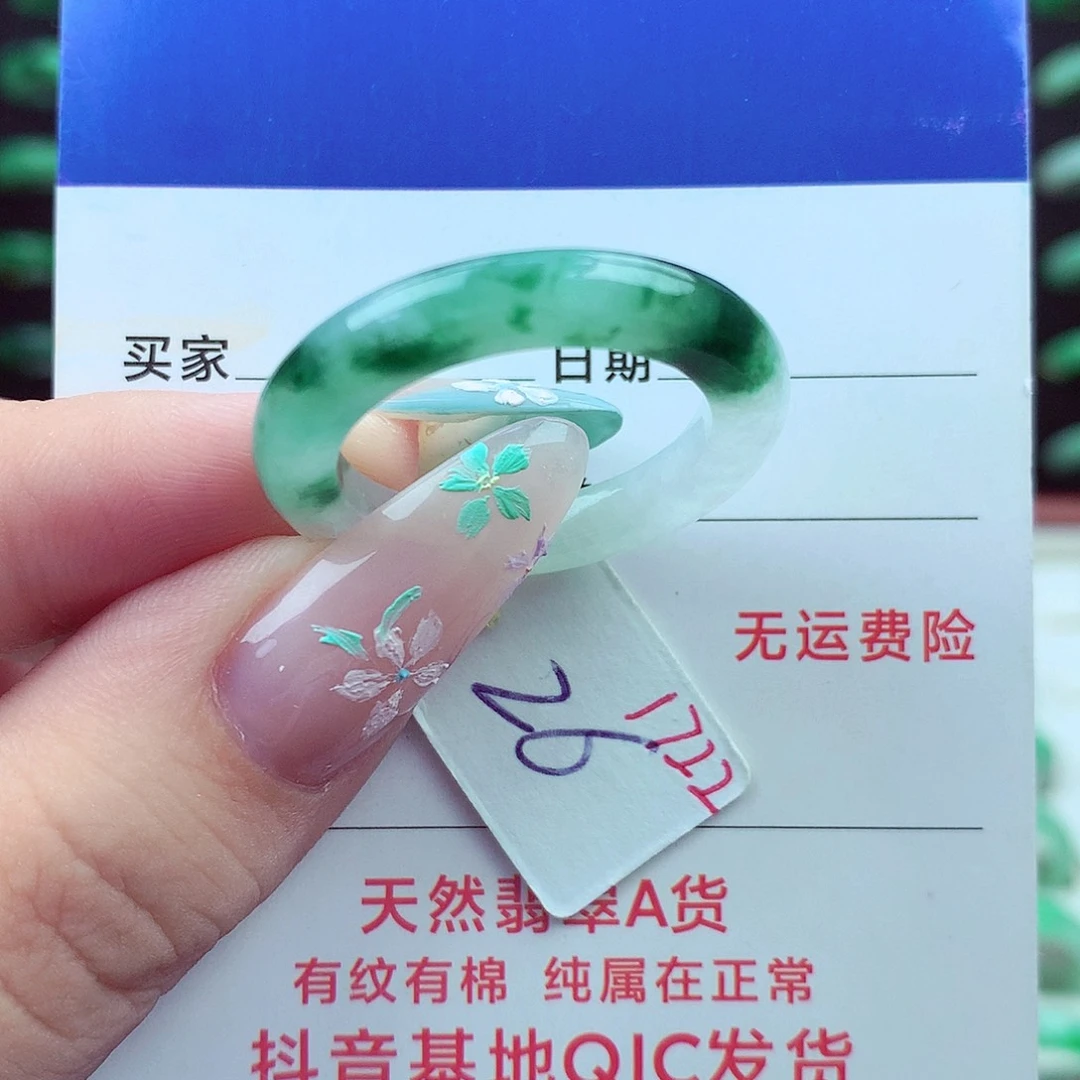 买家 日期
无运费险
26
1722
天然翡翠A货
有纹有棉 纯属在正常
抖音基地QIC发货